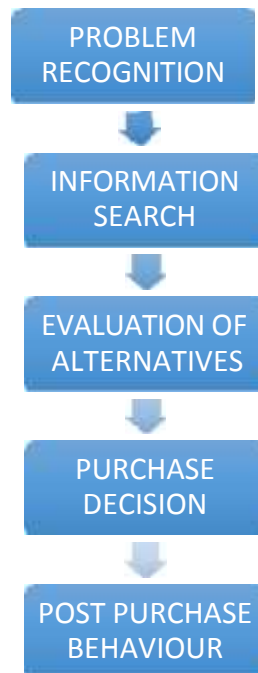 PROBLEM
RECOGNITION
INFORMATION
SEARCH
EVALUATION OF
ALTERNATIVES
PURCHASE
DECISION
POST PURCHASE
BEHAVIOUR